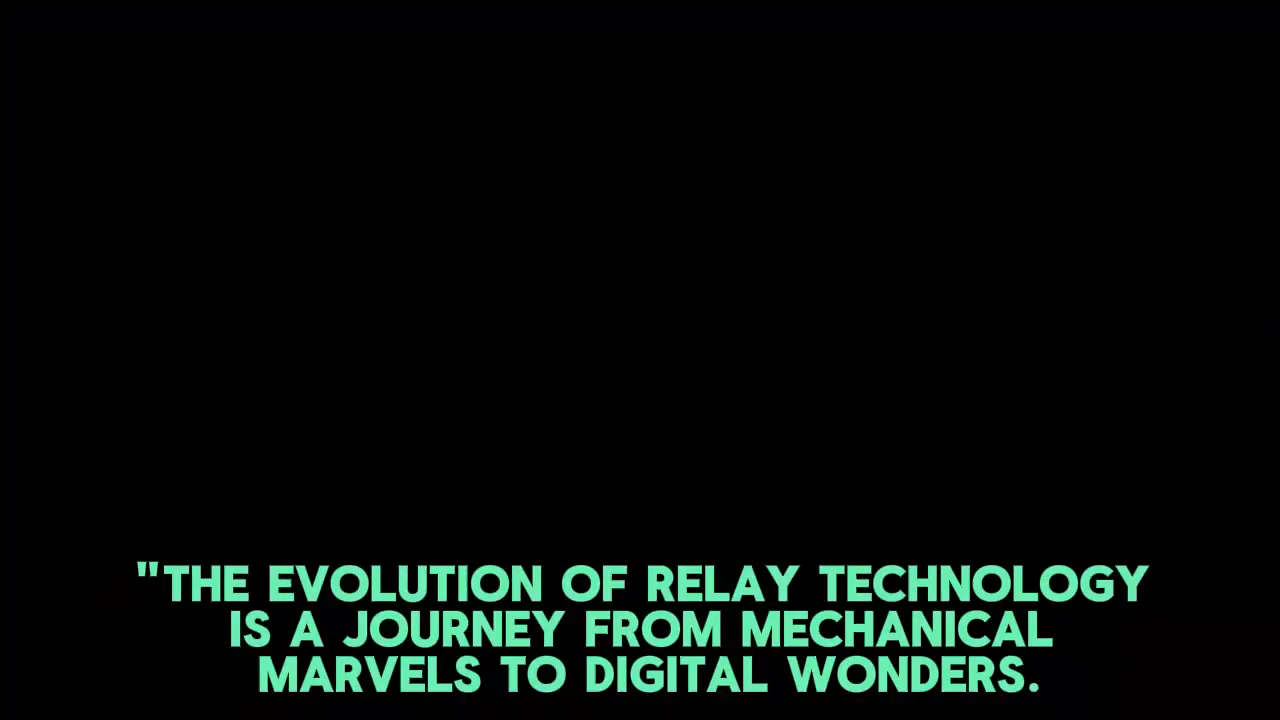 "THE EVOLUTION OF RELAY TECHNOLOGY
IS A JOURNEY FROM MECHANICAL
MARVELS TO DIGITAL WONDERS.